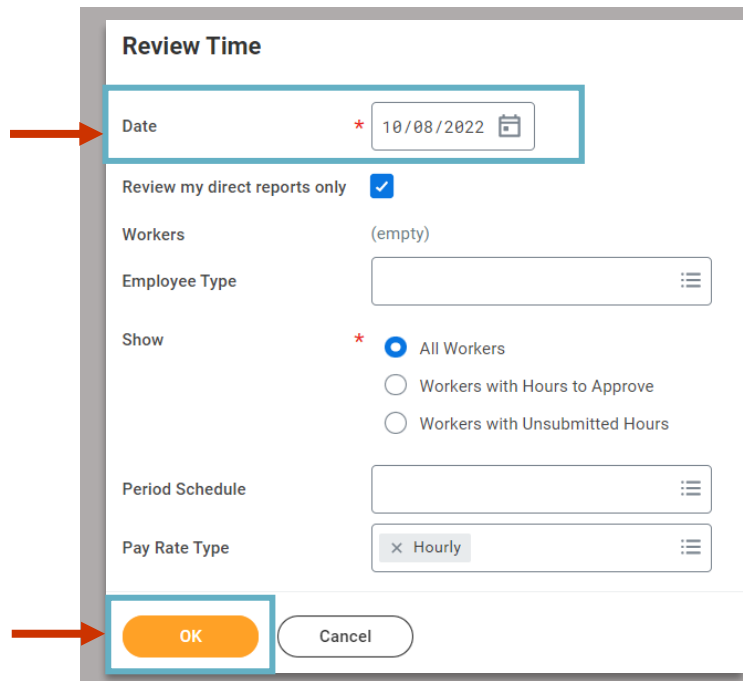 Review Time
Date * 10/08/2022
Review my direct reports only
Workers (empty)
Employee Type
Show * All Workers
Workers with Hours to Approve
Workers with Unsubmitted Hours
Period Schedule
Pay Rate Type × Hourly
OK Cancel